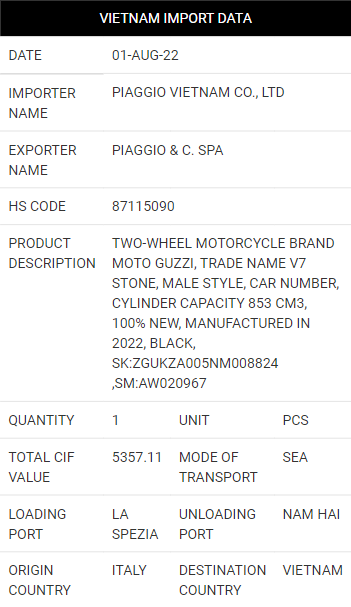 VIETNAM IMPORT DATA
DATE 01-AUG-22
IMPORTER PIAGGIO VIETNAM CO., LTD
NAME
EXPORTER PIAGGIO & C. SPA
NAME
HS CODE 87115090
PRODUCT TWO-WHEEL MOTORCYCLE BRAND
DESCRIPTION MOTO GUZZI, TRADE NAME V7
STONE, MALE STYLE, CAR NUMBER,
CYLINDER CAPACITY 853 CM3,
100% NEW, MANUFACTURED IN
2022, BLACK,
SK:ZGUKZA005NM008824
,SM:AW020967
QUANTITY 1 UNIT PCS
TOTAL CIF 5357.11 MODE OF SEA
VALUE TRANSPORT
LOADING LA UNLOADING NAM HAI
PORT SPEZIA PORT
ORIGIN ITALY DESTINATION VIETNAM
COUNTRY COUNTRY